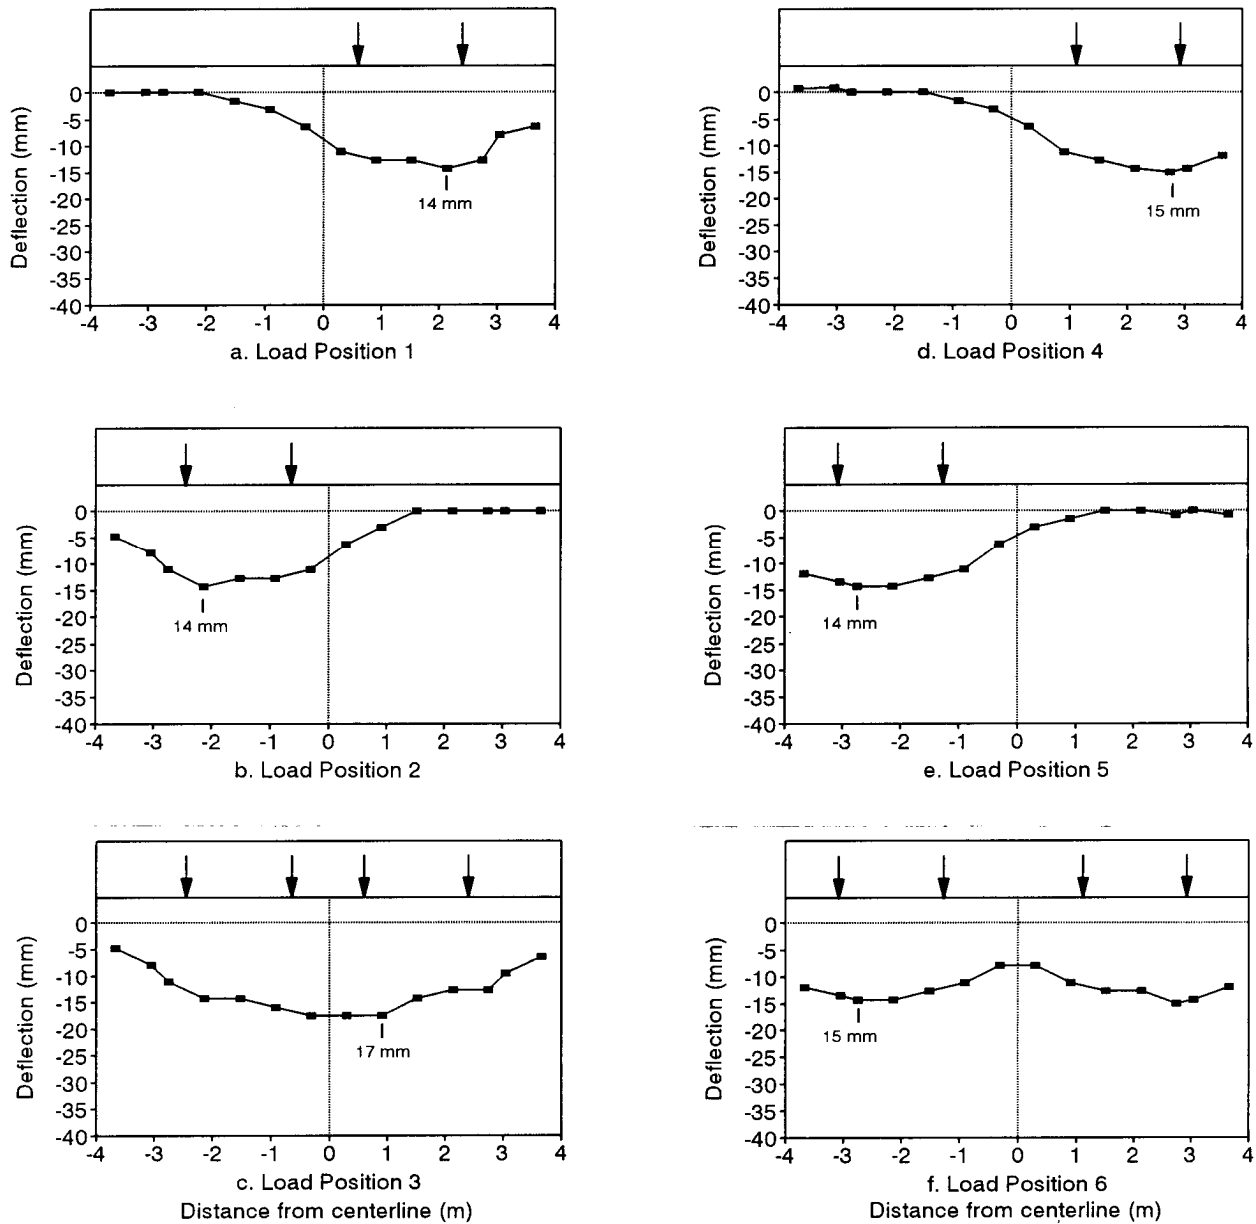 Deflection (mm)
0
-5
-10
-15
-20
-25
-30
-35
-40
14 mm
-4 -3 -2 -1 0 1 2 3 4
a. Load Position 1
Deflection (mm)
0
-5
-10
-15
-20
-25
-30
-35
-40
15 mm
-4 -3 -2 -1 0 1 2 3 4
d. Load Position 4
Deflection (mm)
0
-5
-10
-15
-20
-25
-30
-35
-40
14 mm
-4 -3 -2 -1 0 1 2 3 4
b. Load Position 2
Deflection (mm)
0
-5
-10
-15
-20
-25
-30
-35
-40
14 mm
-4 -3 -2 -1 0 1 2 3 4
e. Load Position 5
Deflection (mm)
0
-5
-10
-15
-20
-25
-30
-35
-40
17 mm
-4 -3 -2 -1 0 1 2 3 4
c. Load Position 3
Distance from centerline (m)
Deflection (mm)
0
-5
-10
-15
-20
-25
-30
-35
-40
15 mm
-4 -3 -2 -1 0 1 2 3 4
f. Load Position 6
Distance from centerline (m)